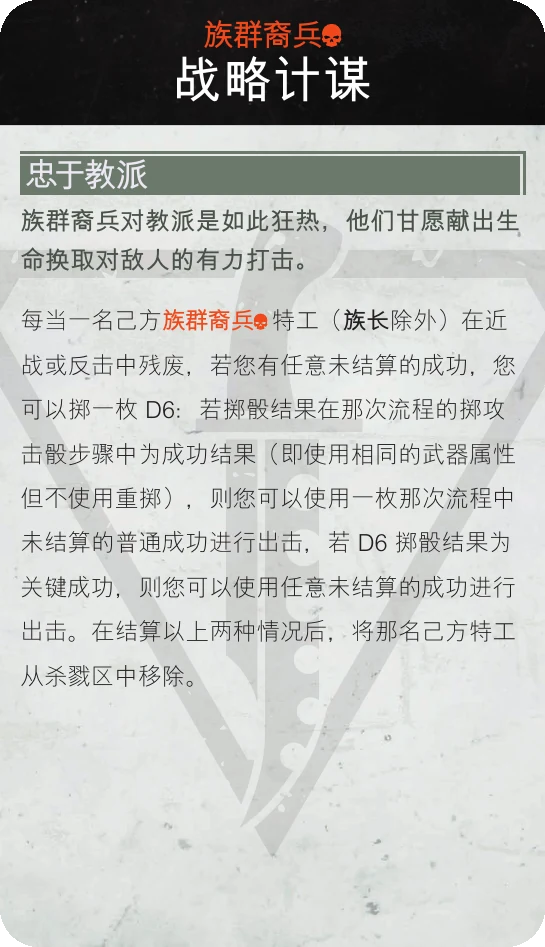 族群裔兵
战略计谋
忠于教派
族群裔兵对教派是如此狂热，他们甘愿献出生
命换取对敌人的有力打击。
每当一名己方族群裔兵特工（族长除外）在近
战或反击中残废，若您有任意未结算的成功，您
可以掷一枚 D6：若掷骰结果在那次流程的掷攻
击骰步骤中为成功结果（即使用相同的武器属性
但不使用重掷），则您可以使用一枚那次流程中
未结算的普通成功进行出击，若 D6 掷骰结果为
关键成功，则您可以使用任意未结算的成功进行
出击。在结算以上两种情况后，将那名己方特工
从杀戮区中移除。